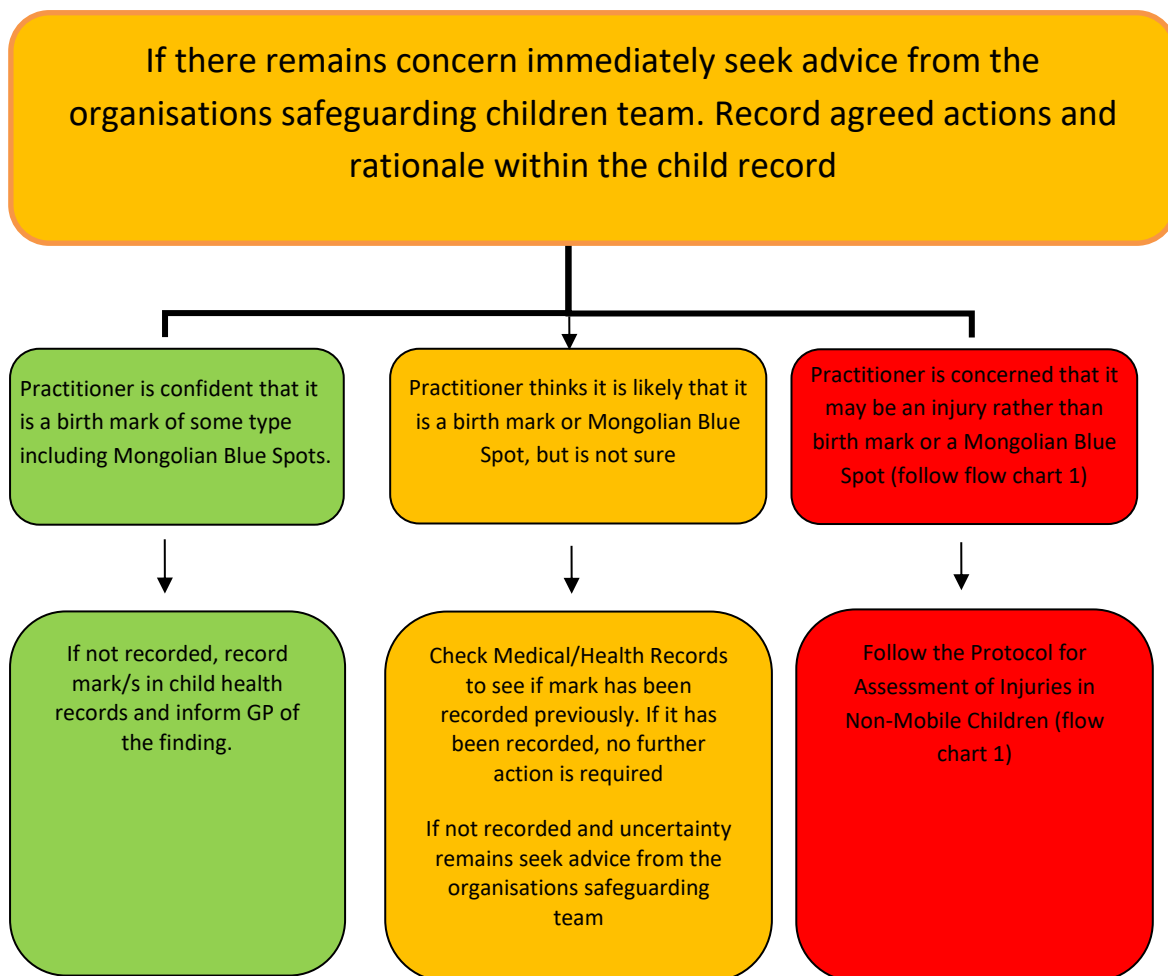 If there remains concern immediately seek advice from the
organisations safeguarding children team. Record agreed actions and
rationale within the child record
Practitioner is confident that it
is a birth mark of some type
including Mongolian Blue Spots.
Practitioner thinks it is likely that it
is a birth mark or Mongolian Blue
Spot, but is not sure
Practitioner is concerned that it
may be an injury rather than
birth mark or a Mongolian Blue
Spot (follow flow chart 1)
If not recorded, record
mark/s in child health
records and inform GP of
the finding.
Check Medical/Health Records
to see if mark has been
recorded previously. If it has
been recorded, no further
action is required
If not recorded and uncertainty
remains seek advice from the
organisations safeguarding
team
Follow the Protocol for
Assessment of Injuries in
Non-Mobile Children (flow
chart 1)